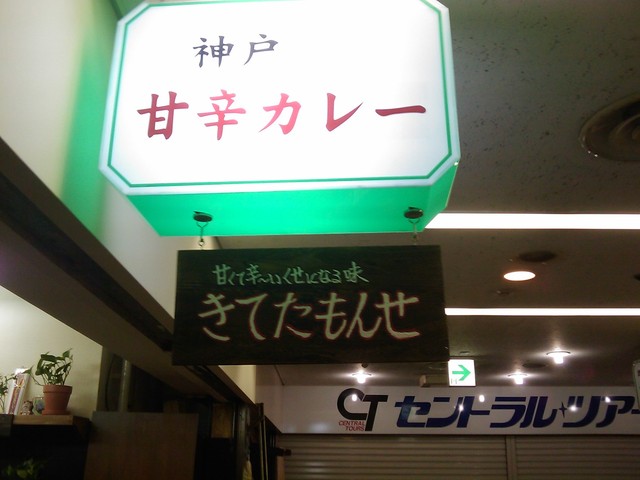 神戸
甘辛カレー
甘くて辛〜いくせになる味
きてたもんせ
CT
CENTRAL
TOURS
セントラル・ツアー